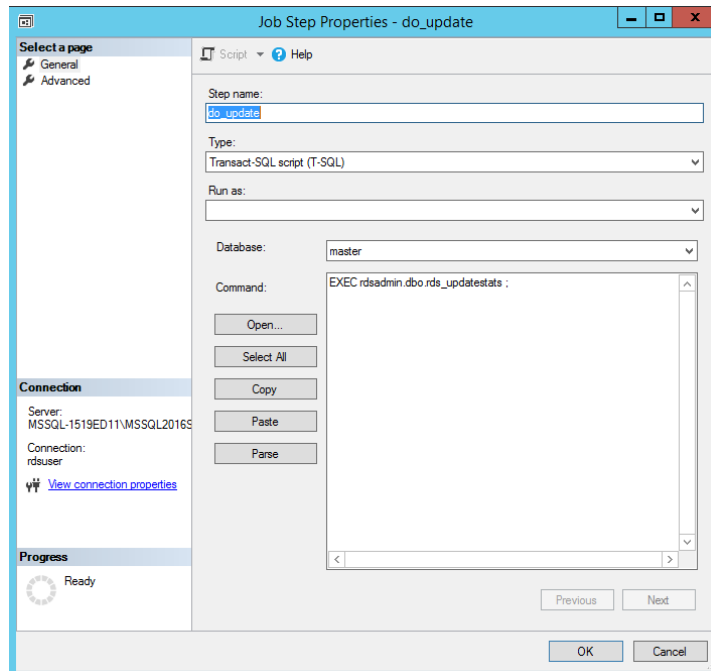 Job Step Properties - do_update
Select a page
General
Advanced
Script
Help
Step name:
do_update
Type:
Transact-SQL script (T-SQL)
Run as:
Database:
master
Command:
EXEC rdsadmin.dbo.rds_updatestats ;
Open...
Select All
Copy
Paste
Parse
Connection
Server:
MSSQL-1519ED11\MSSQL2016S
Connection:
rdsuser
View connection properties
Progress
Ready
Previous
Next
OK
Cancel